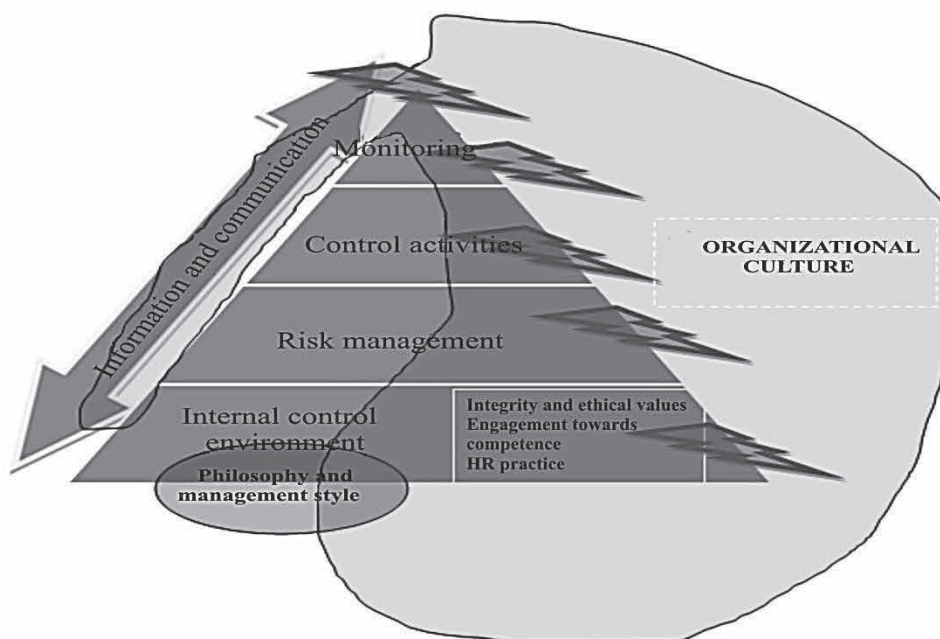 Information and communication
Monitoring
Control activities
Risk management
Internal control
environment
Philosophy and
management style
Integrity and ethical values
Engagement towards
competence
HR practice
ORGANIZATIONAL
CULTURE